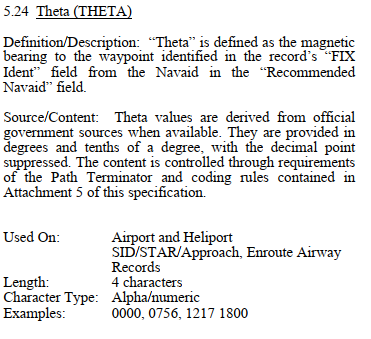 5.24 Theta (THETA)
Definition/Description: “Theta” is defined as the magnetic
bearing to the waypoint identified in the record’s “FIX
Ident” field from the Navaid in the “Recommended
Navaid” field.
Source/Content: Theta values are derived from official
government sources when available. They are provided in
degrees and tenths of a degree, with the decimal point
suppressed. The content is controlled through requirements
of the Path Terminator and coding rules contained in
Attachment 5 of this specification.
Used On: Airport and Heliport
SID/STAR/Approach, Enroute Airway
Records
Length: 4 characters
Character Type: Alpha/numeric
Examples: 0000, 0756, 1217 1800